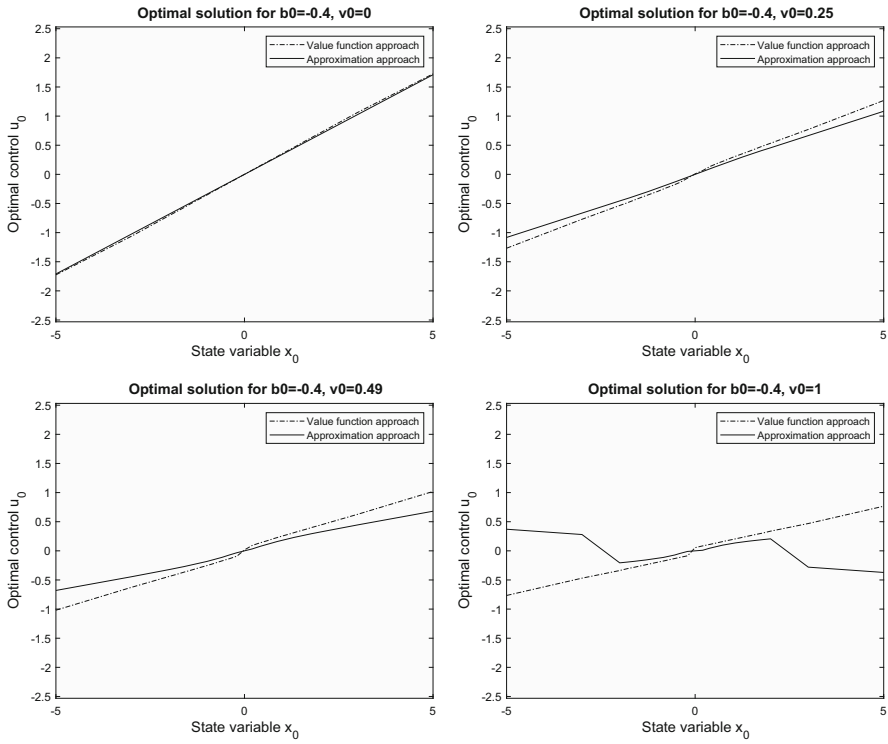 Optimal solution for b0=-0.4, v0=0
2.5
2
1.5
1
0.5
0
-0.5
-1
-1.5
-2
-2.5
-5
0
5
Optimal control u0
State variable x0
Value function approach
Approximation approach
Optimal solution for b0=-0.4, v0=0.25
2.5
2
1.5
1
0.5
0
-0.5
-1
-1.5
-2
-2.5
-5
0
5
Optimal control u0
State variable x0
Value function approach
Approximation approach
Optimal solution for b0=-0.4, v0=0.49
2.5
2
1.5
1
0.5
0
-0.5
-1
-1.5
-2
-2.5
-5
0
5
Optimal control u0
State variable x0
Value function approach
Approximation approach
Optimal solution for b0=-0.4, v0=1
2.5
2
1.5
1
0.5
0
-0.5
-1
-1.5
-2
-2.5
-5
0
5
Optimal control u0
State variable x0
Value function approach
Approximation approach